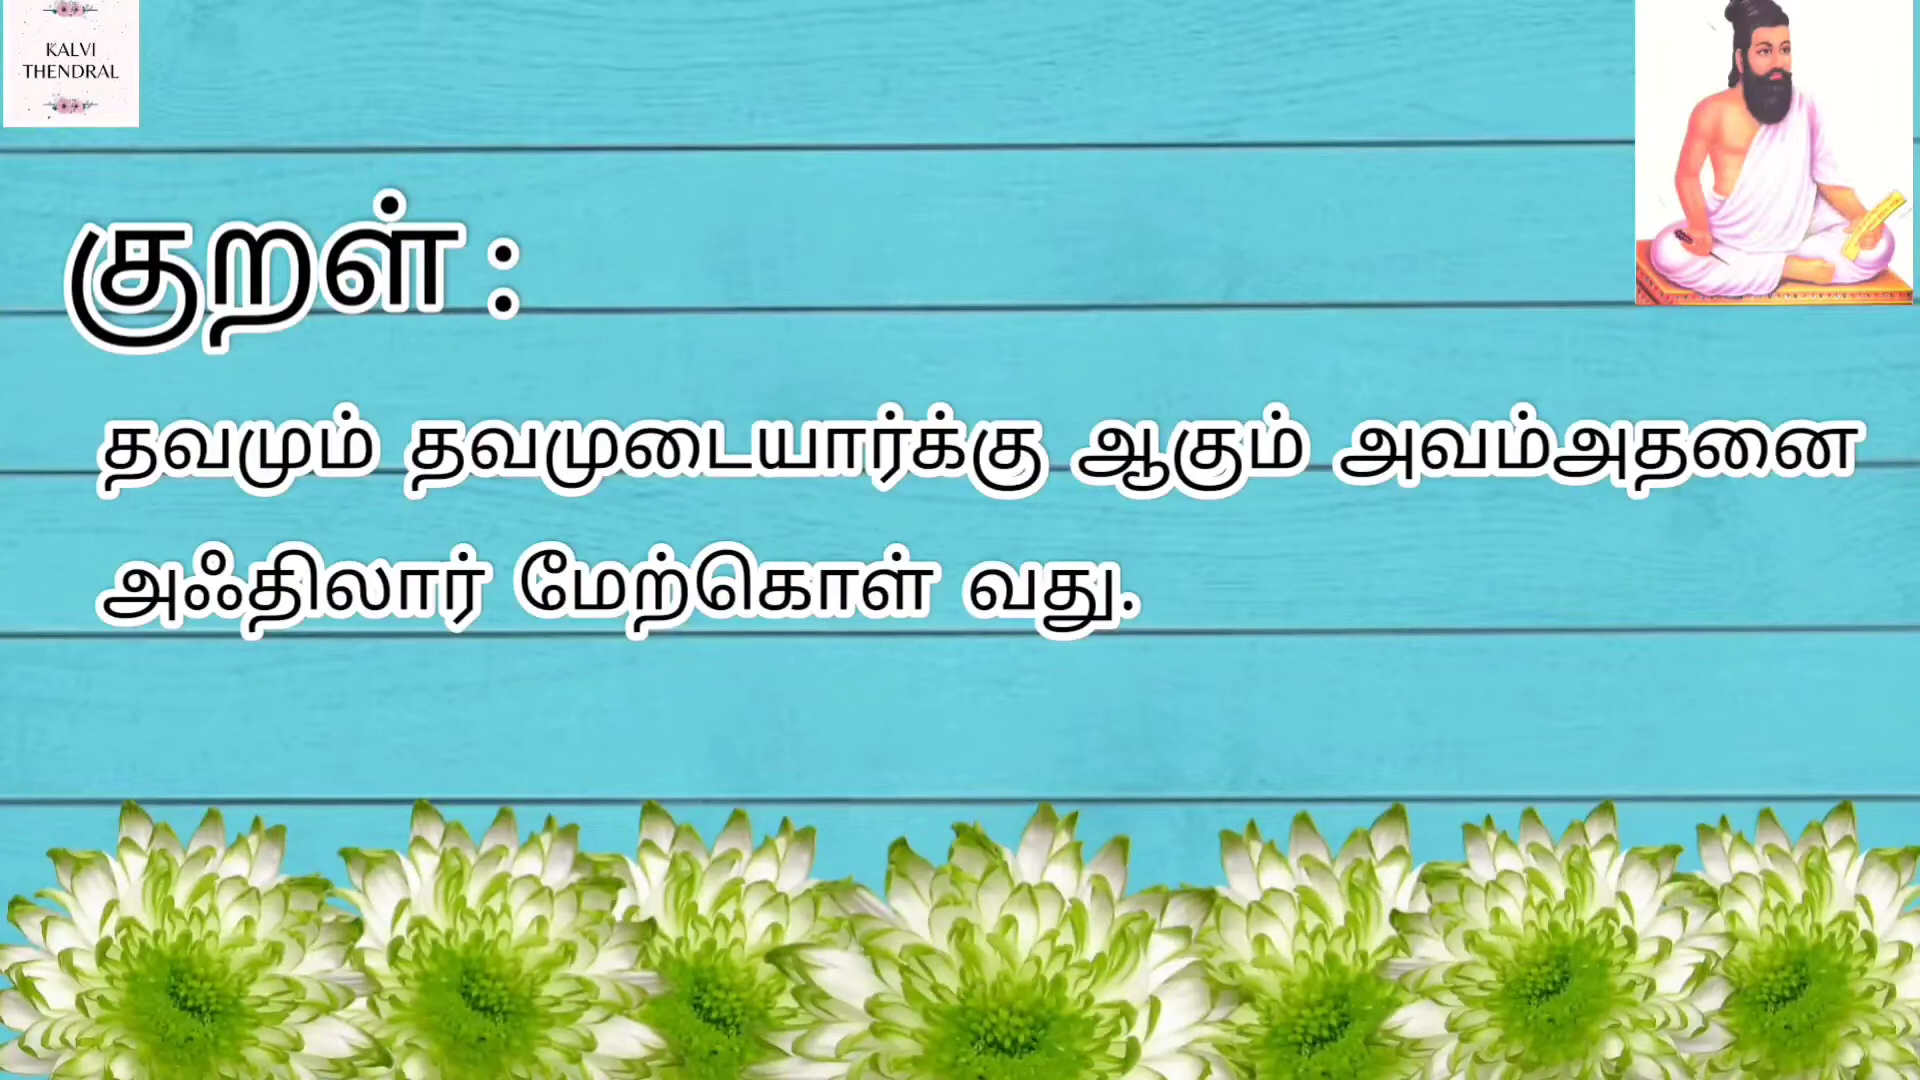 KALVI
THENDRAL
குறள் :
தவமும் தவமுடையார்க்கு ஆகும் அவம்அதனை
அஃதிலார் மேற்கொள் வது.